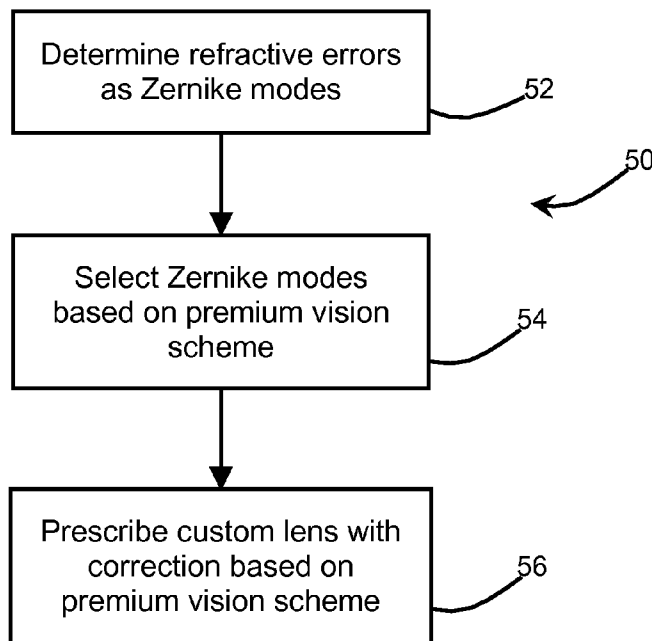 Determine refractive errors
as Zernike modes
52
50
Select Zernike modes
based on premium vision
scheme
54
Prescribe custom lens with
correction based on
premium vision scheme
56